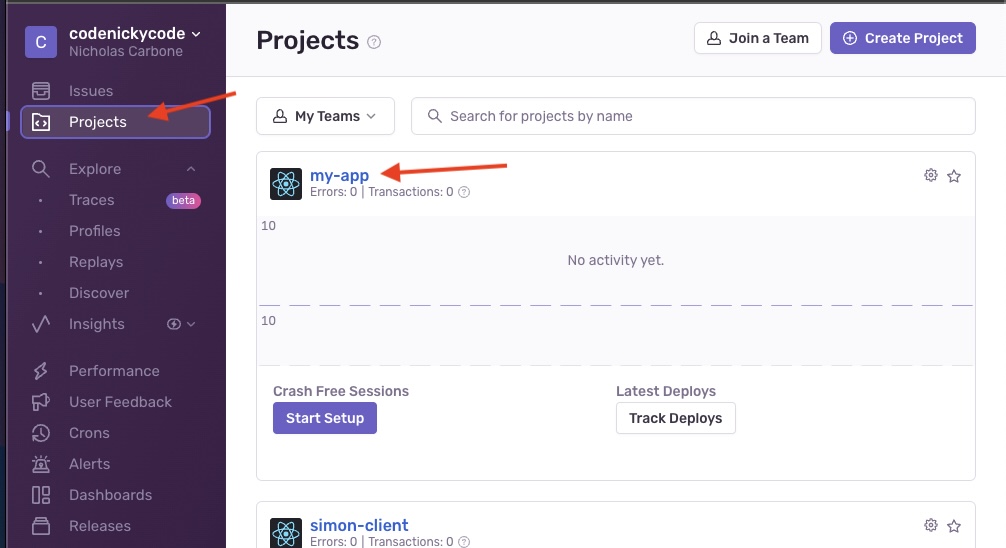 C
codenickycode
Nicholas Carbone
Issues
Projects
Explore
Traces
beta
Profiles
Replays
Discover
Insights
Performance
User Feedback
Crons
Alerts
Dashboards
Releases
Projects ?
Join a Team
Create Project
My Teams
Search for projects by name
my-app
Errors: 0 | Transactions: 0 ?
10
No activity yet.
10
Crash Free Sessions
Start Setup
Latest Deploys
Track Deploys
simon-client
Errors: 0 | Transactions: 0 ?